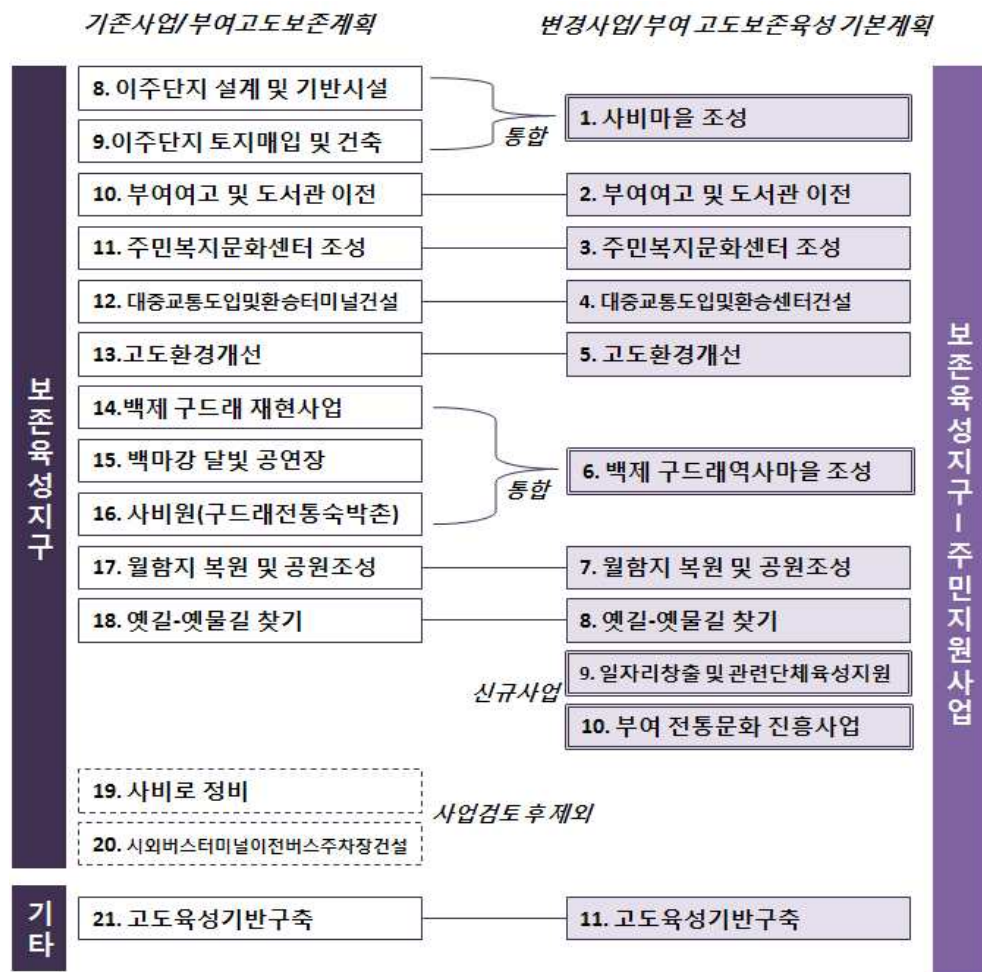 기존사업/부여고도보존계획
변경사업/부여 고도보존육성 기본계획
보존육성지구
8. 이주단지 설계 및 기반시설
9.이주단지 토지매입 및 건축
통합
1. 사비마을 조성
10. 부여여고 및 도서관 이전
2. 부여여고 및 도서관 이전
11. 주민복지문화센터 조성
3. 주민복지문화센터 조성
12. 대중교통도입및환승터미널건설
4. 대중교통도입및환승센터건설
13.고도환경개선
5. 고도환경개선
14.백제 구드래 재현사업
15. 백마강 달빛 공연장
16. 사비원(구드래전통숙박촌)
통합
6. 백제 구드래역사마을 조성
17. 월함지 복원 및 공원조성
7. 월함지 복원 및 공원조성
18. 옛길-옛물길 찾기
8. 옛길-옛물길 찾기
신규사업
9. 일자리창출 및 관련단체육성지원
10. 부여 전통문화 진흥사업
19. 사비로 정비
20. 시외버스터미널이전버스주차장건설
사업검토 후 제외
기타
21. 고도육성기반구축
11. 고도육성기반구축
보존육성지구-주민지원사업